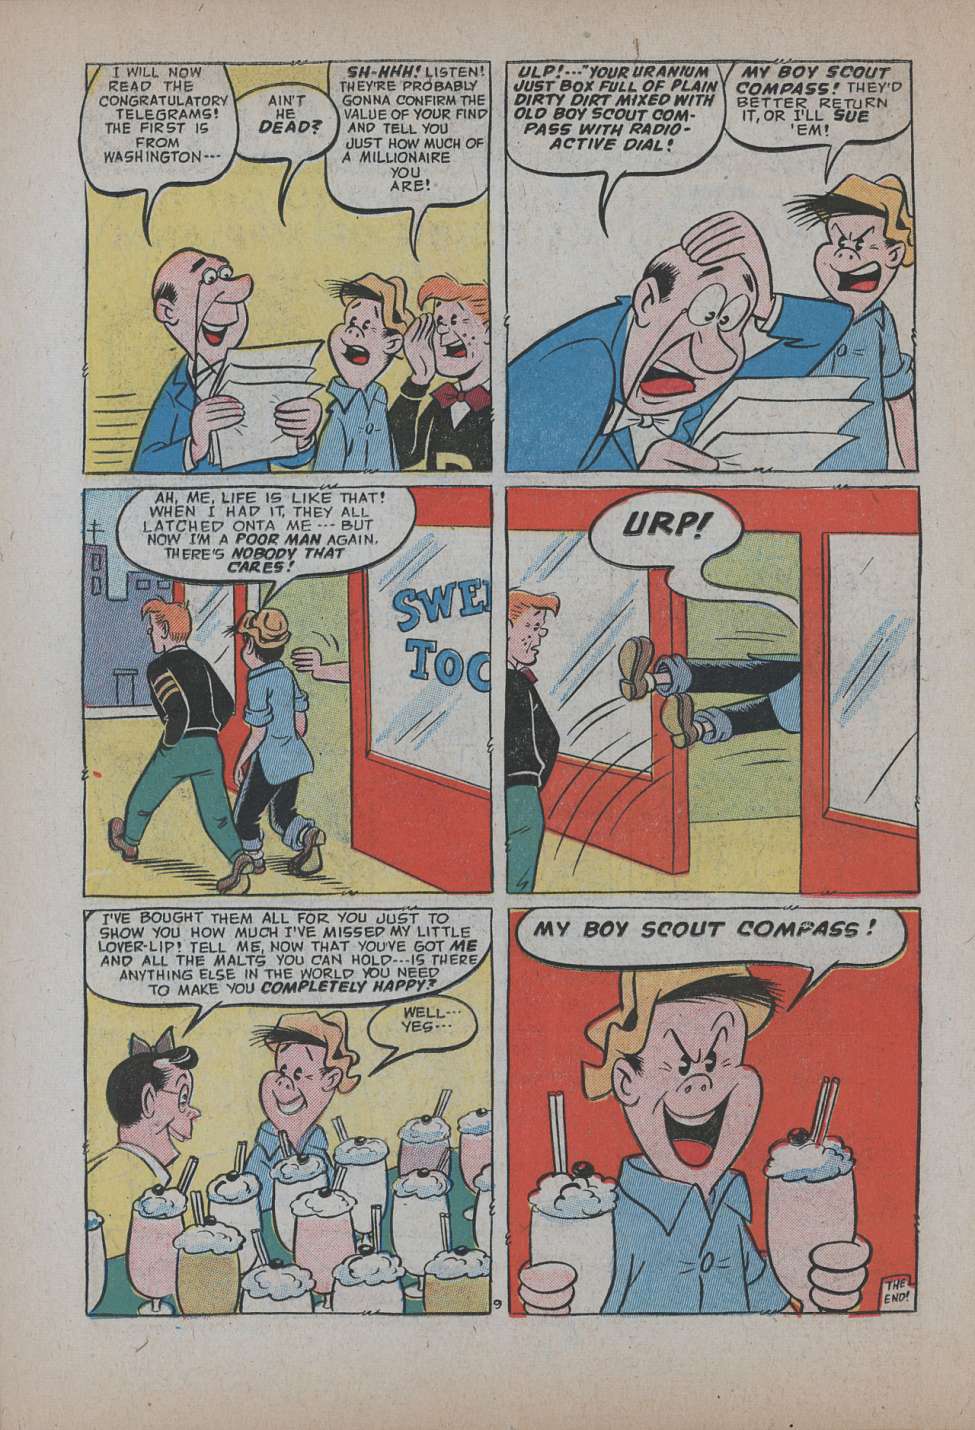 I WILL NOW
READ THE
CONGRATULATORY
TELEGRAMS!
THE FIRST IS
FROM
WASHINGTON---
AIN'T
HE
DEAD?
SH-HHH! LISTEN!
THEY'RE PROBABLY
GONNA CONFIRM THE
VALUE OF YOUR FIND
AND TELL YOU
JUST HOW MUCH OF
A MILLIONAIRE
YOU
ARE!
ULP!---"YOUR URANIUM
JUST BOX FULL OF PLAIN
DIRTY DIRT MIXED WITH
OLD BOY SCOUT COM-
PASS WITH RADIO-
ACTIVE DIAL!
MY BOY SCOUT
COMPASS! THEY'D
BETTER RETURN
IT, OR I'LL SUE
'EM!
AH, ME, LIFE IS LIKE THAT!
WHEN I HAD IT, THEY ALL
LATCHED ONTA ME --- BUT
NOW I'M A POOR MAN AGAIN.
THERE'S NOBODY THAT
CARES!
SWE
TOO
URP!
I'VE BOUGHT THEM ALL FOR YOU JUST TO
SHOW YOU HOW MUCH I'VE MISSED MY LITTLE
LOVER-LIP! TELL ME, NOW THAT YOU'VE GOT ME
AND ALL THE MALTS YOU CAN HOLD---IS THERE
ANYTHING ELSE IN THE WORLD YOU NEED
TO MAKE YOU COMPLETELY HAPPY?
WELL---
YES---
9
MY BOY SCOUT COMPASS!
THE
END!